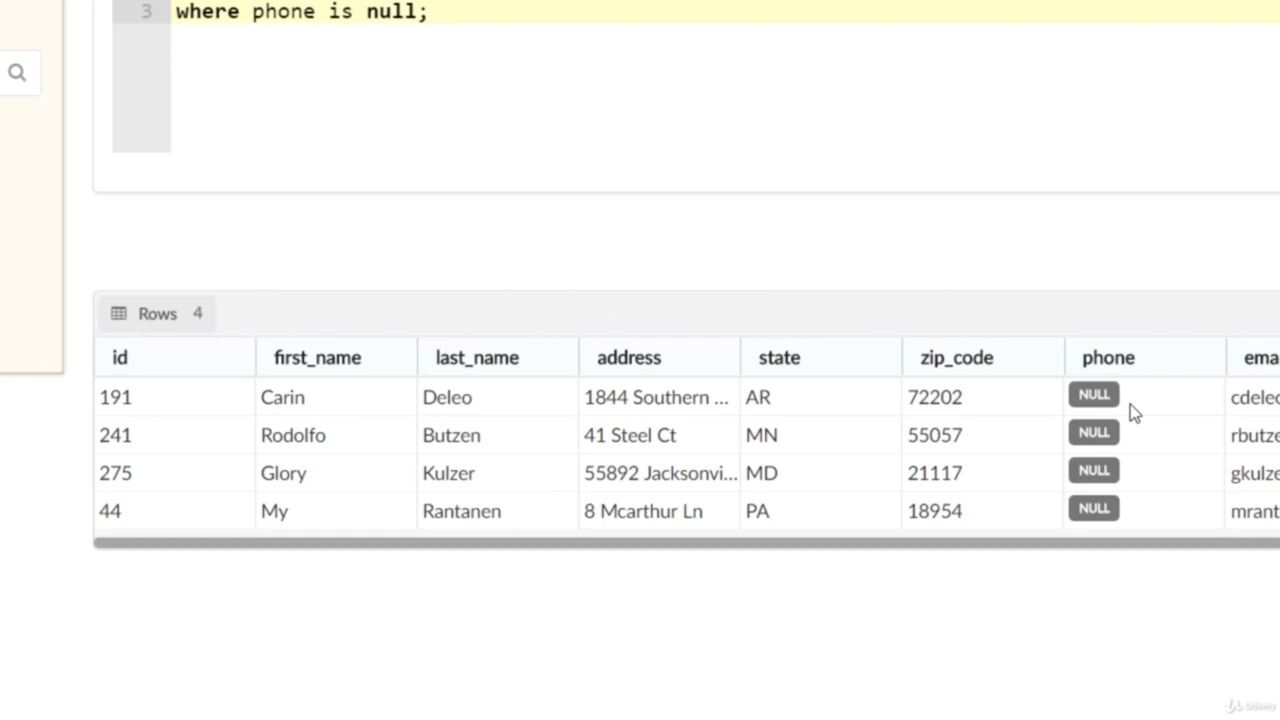 3 where phone is null;
Rows 4
id first_name last_name address state zip_code phone ema
191 Carin Deleo 1844 Southern ... AR 72202 NULL cdelec
241 Rodolfo Butzen 41 Steel Ct MN 55057 NULL rbutze
275 Glory Kulzer 55892 Jacksonvi... MD 21117 NULL gkulze
44 My Rantanen 8 Mcarthur Ln PA 18954 NULL mrant
Udemy